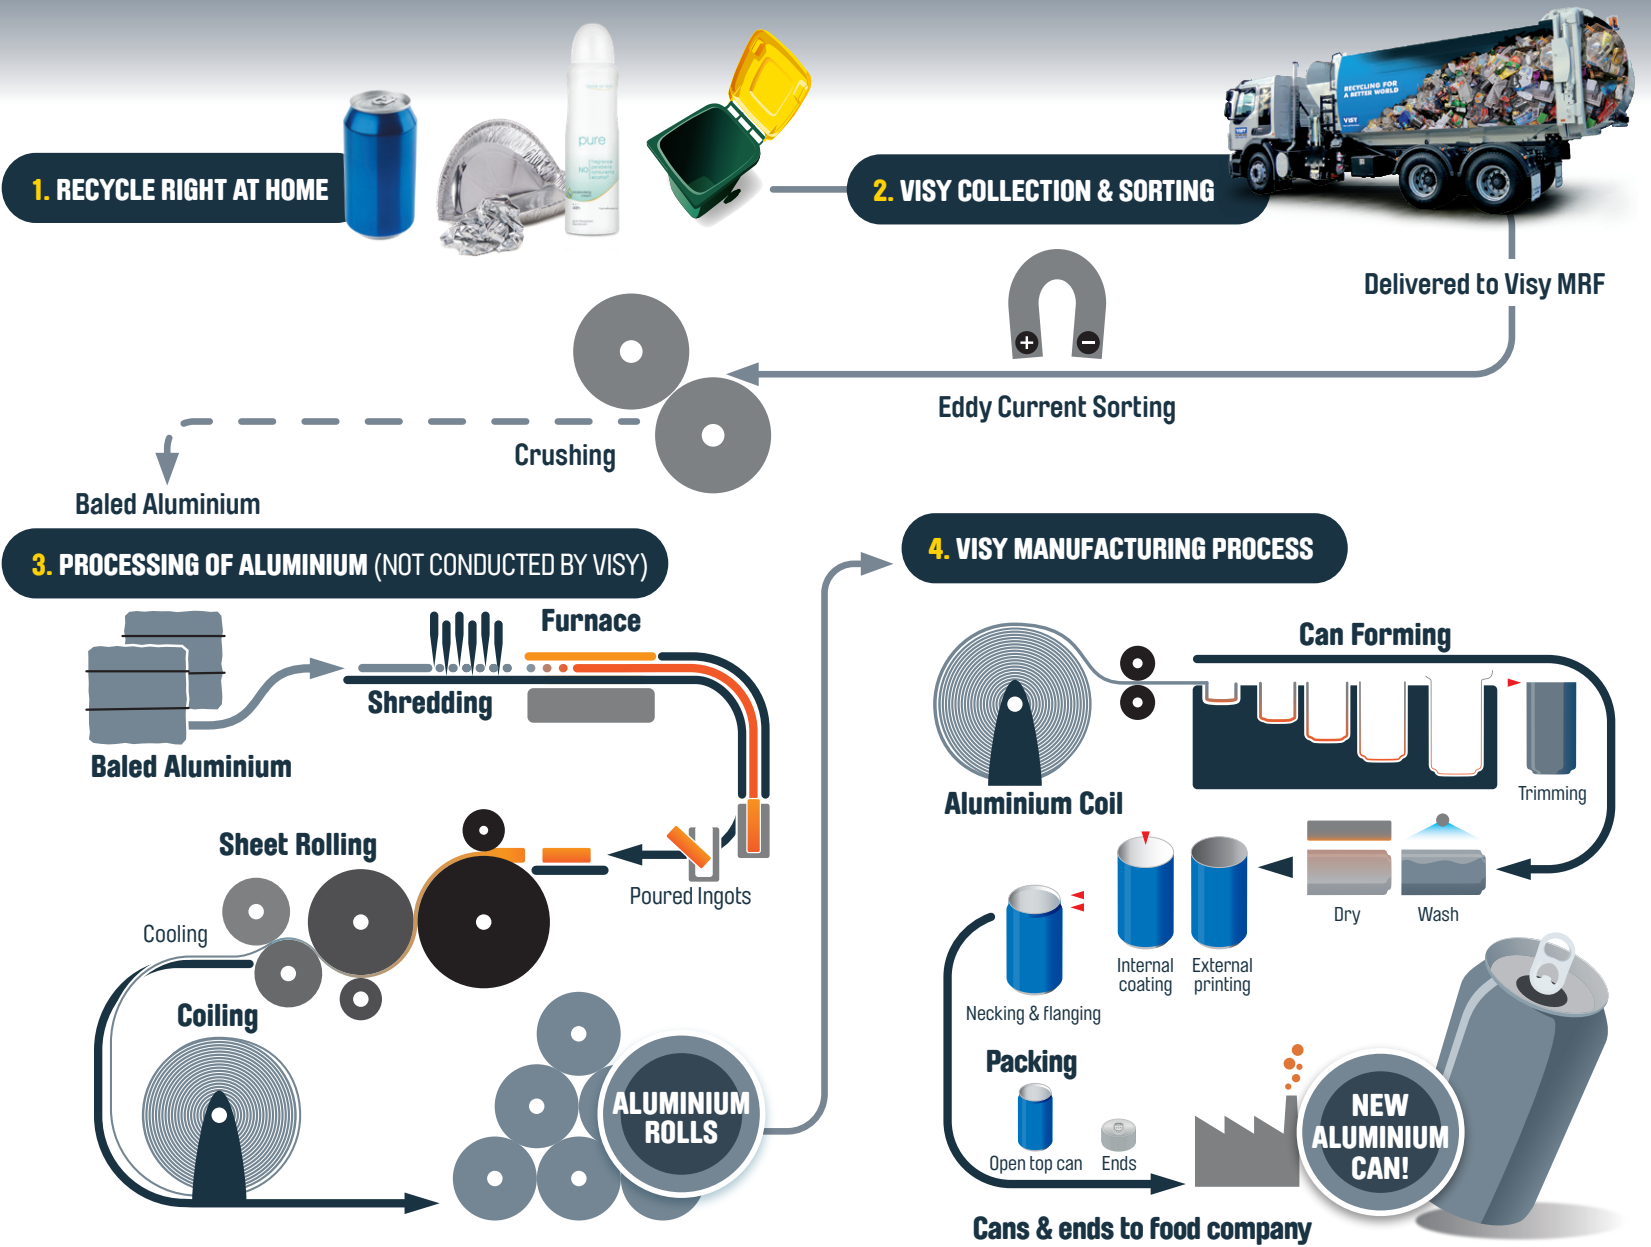 1. RECYCLE RIGHT AT HOME
pure
NO
2. VISY COLLECTION & SORTING
RECYCLING FOR
A BETTER WORLD
VISY
Delivered to Visy MRF
Eddy Current Sorting
Crushing
Baled Aluminium
3. PROCESSING OF ALUMINIUM (NOT CONDUCTED BY VISY)
Furnace
Shredding
Baled Aluminium
Poured Ingots
Sheet Rolling
Cooling
Coiling
ALUMINIUM
ROLLS
4. VISY MANUFACTURING PROCESS
Can Forming
Aluminium Coil
Trimming
Dry
Wash
Internal
coating
External
printing
Necking & flanging
Packing
Open top can
Ends
NEW
ALUMINIUM
CAN!
Cans & ends to food company